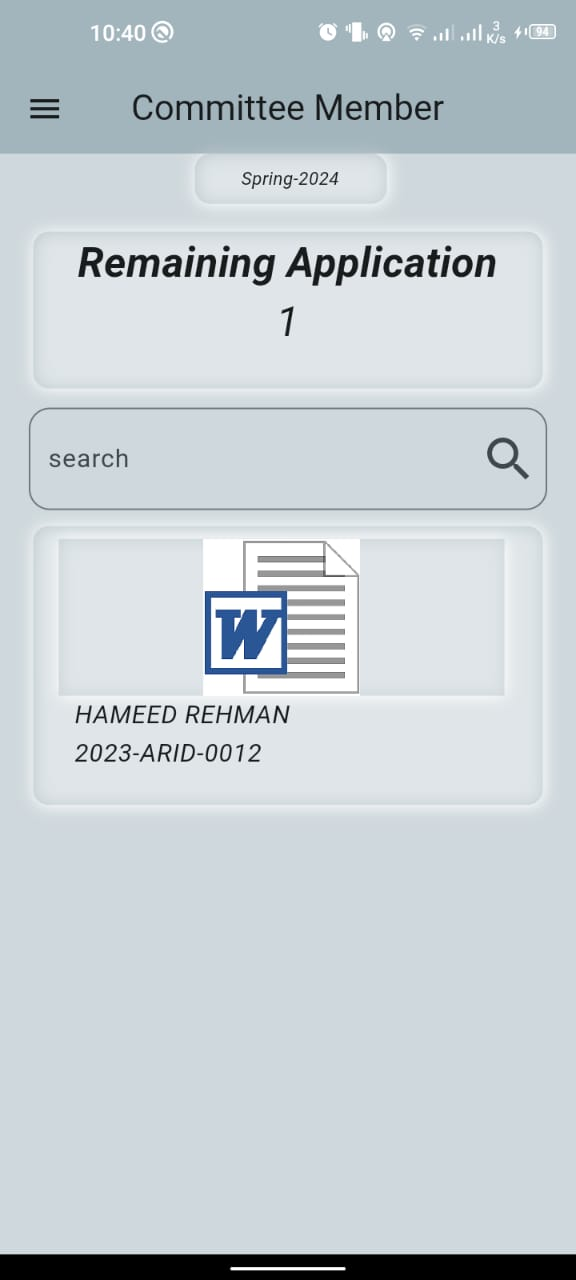 10:40
3
K/s
94
Committee Member
Spring-2024
Remaining Application
1
search
W
HAMEED REHMAN
2023-ARID-0012